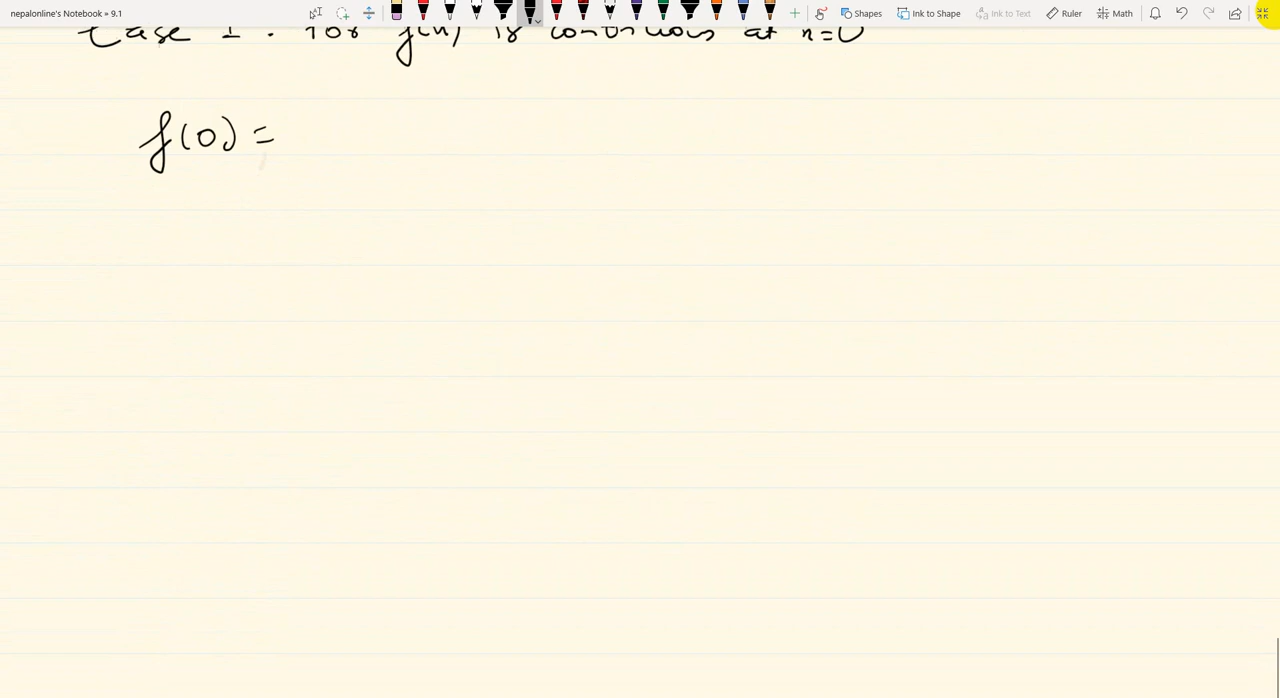 nepalonline's Notebook » 9.1
Shapes
Ink to Shape
Ink to Text
Ruler
Math
Case I : for f(x) is continuous at x=0
f(0) =